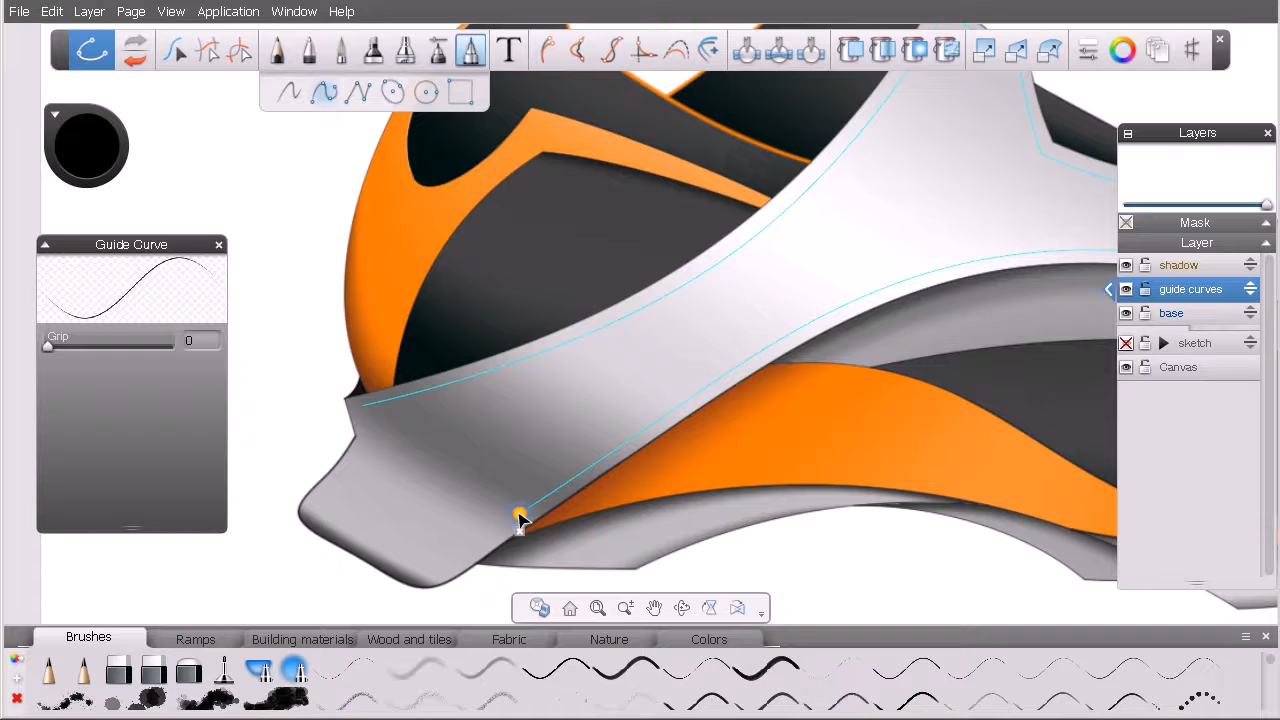 File Edit Layer Page View Application Window Help
T
Layers
Mask
Layer
shadow
guide curves
base
sketch
Canvas
Guide Curve
Grip 0
Brushes Ramps Building materials Wood and tiles Fabric Nature Colors